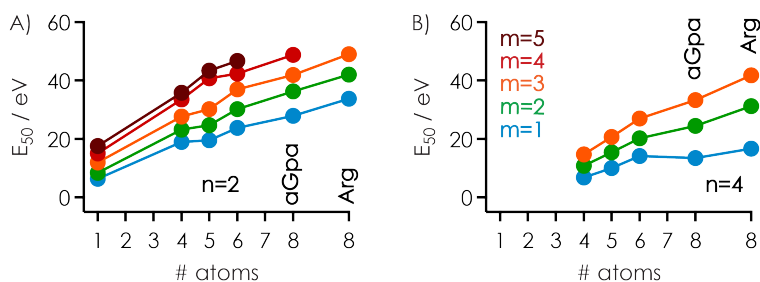 A)
60
40
20
0
E50 / eV
n=2
aGpa
Arg
1 2 3 4 5 6 7 8 8
# atoms
B)
60
40
20
0
E50 / eV
m=5
m=4
m=3
m=2
m=1
aGpa
Arg
n=4
1 2 3 4 5 6 7 8 8
# atoms